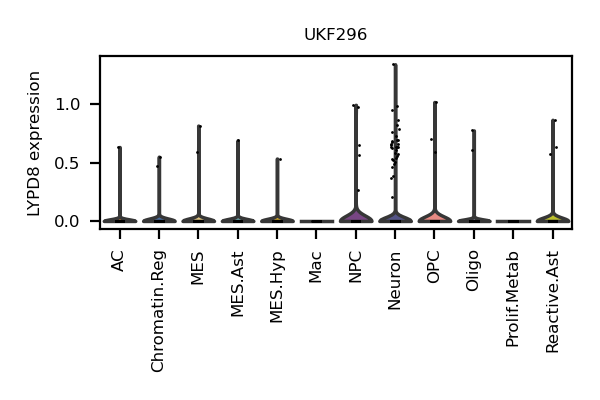 UKF296
LYPD8 expression
1.0
0.5
0.0
AC
Chromatin.Reg
MES
MES.Ast
MES.Hyp
Mac
NPC
Neuron
OPC
Oligo
Prolif.Metab
Reactive.Ast